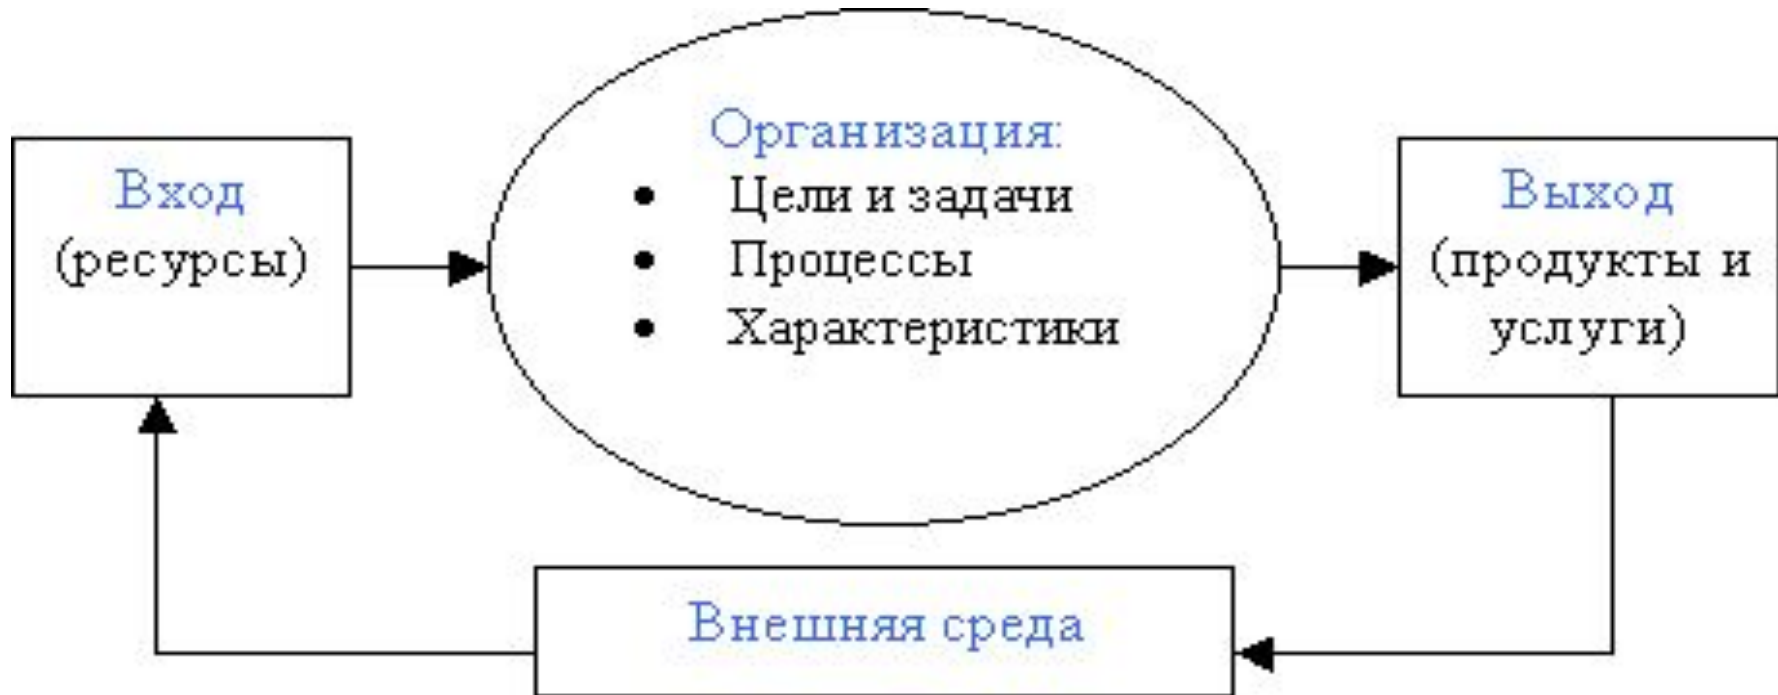 Вход
(ресурсы)
Организация:
• Цели и задачи
• Процессы
• Характеристики
Выход
(продукты и
услуги)
Внешняя среда